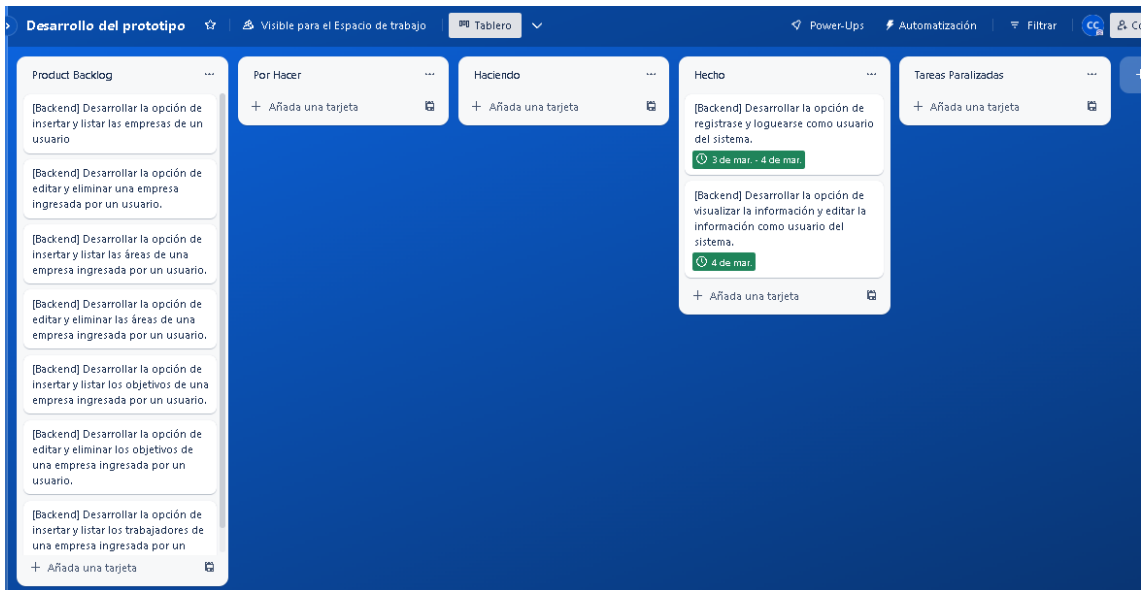 Desarrollo del prototipo
Visible para el Espacio de trabajo
Tablero
Power-Ups
Automatización
Filtrar
CC
Product Backlog
[Backend] Desarrollar la opción de
insertar y listar las empresas de un
usuario
[Backend] Desarrollar la opción de
editar y eliminar una empresa
ingresada por un usuario.
[Backend] Desarrollar la opción de
insertar y listar las áreas de una
empresa ingresada por un usuario.
[Backend] Desarrollar la opción de
editar y eliminar las áreas de una
empresa ingresada por un usuario.
[Backend] Desarrollar la opción de
insertar y listar los objetivos de una
empresa ingresada por un usuario.
[Backend] Desarrollar la opción de
editar y eliminar los objetivos de
una empresa ingresada por un
usuario.
[Backend] Desarrollar la opción de
insertar y listar los trabajadores de
una empresa ingresada por un
+ Añada una tarjeta
Por Hacer
+ Añada una tarjeta
Haciendo
+ Añada una tarjeta
Hecho
[Backend] Desarrollar la opción de
registrase y loguearse como usuario
del sistema.
3 de mar. - 4 de mar.
[Backend] Desarrollar la opción de
visualizar la información y editar la
información como usuario del
sistema.
4 de mar.
+ Añada una tarjeta
Tareas Paralizadas
+ Añada una tarjeta